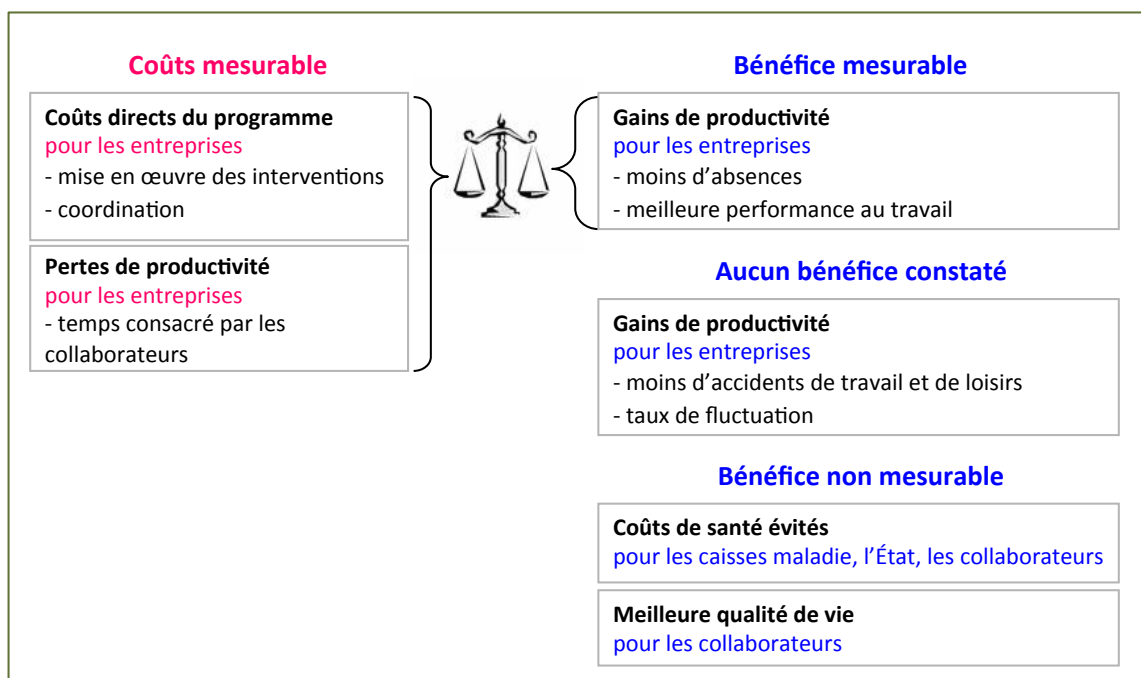 Coûts mesurable
Coûts directs du programme
pour les entreprises
- mise en œuvre des interventions
- coordination
Pertes de productivité
pour les entreprises
- temps consacré par les
collaborateurs
Bénéfice mesurable
Gains de productivité
pour les entreprises
- moins d'absences
- meilleure performance au travail
Aucun bénéfice constaté
Gains de productivité
pour les entreprises
- moins d'accidents de travail et de loisirs
- taux de fluctuation
Bénéfice non mesurable
Coûts de santé évités
pour les caisses maladie, l'État, les collaborateurs
Meilleure qualité de vie
pour les collaborateurs